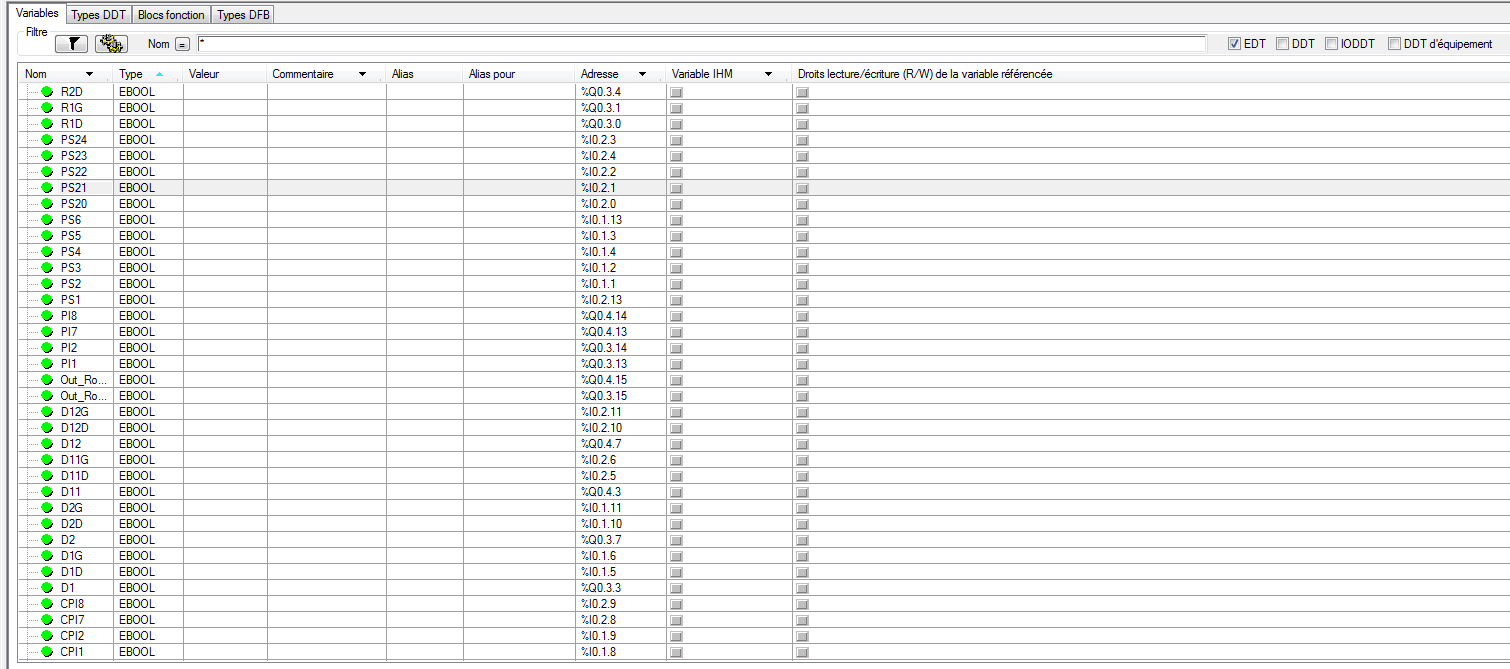 Variables Types DDT Blocs fonction Types DFB
Filtre
Nom = * EDT DDT IODDT DDT d'équipement
Nom Type Valeur Commentaire Alias Alias pour Adresse Variable IHM Droits lecture/écriture (R/W) de la variable référencée
R2D EBOOL %Q0.3.4
R1G EBOOL %Q0.3.1
R1D EBOOL %Q0.3.0
PS24 EBOOL %I0.2.3
PS23 EBOOL %I0.2.4
PS22 EBOOL %I0.2.2
PS21 EBOOL %I0.2.1
PS20 EBOOL %I0.2.0
PS6 EBOOL %I0.1.13
PS5 EBOOL %I0.1.3
PS4 EBOOL %I0.1.4
PS3 EBOOL %I0.1.2
PS2 EBOOL %I0.1.1
PS1 EBOOL %I0.2.13
PI8 EBOOL %Q0.4.14
PI7 EBOOL %Q0.4.13
PI2 EBOOL %Q0.3.14
PI1 EBOOL %Q0.3.13
Out_Ro... EBOOL %Q0.4.15
Out_Ro... EBOOL %Q0.3.15
D12G EBOOL %I0.2.11
D12D EBOOL %I0.2.10
D12 EBOOL %Q0.4.7
D11G EBOOL %I0.2.6
D11D EBOOL %I0.2.5
D11 EBOOL %Q0.4.3
D2G EBOOL %I0.1.11
D2D EBOOL %I0.1.10
D2 EBOOL %Q0.3.7
D1G EBOOL %I0.1.6
D1D EBOOL %I0.1.5
D1 EBOOL %Q0.3.3
CPI8 EBOOL %I0.2.9
CPI7 EBOOL %I0.2.8
CPI2 EBOOL %I0.1.9
CPI1 EBOOL %I0.1.8